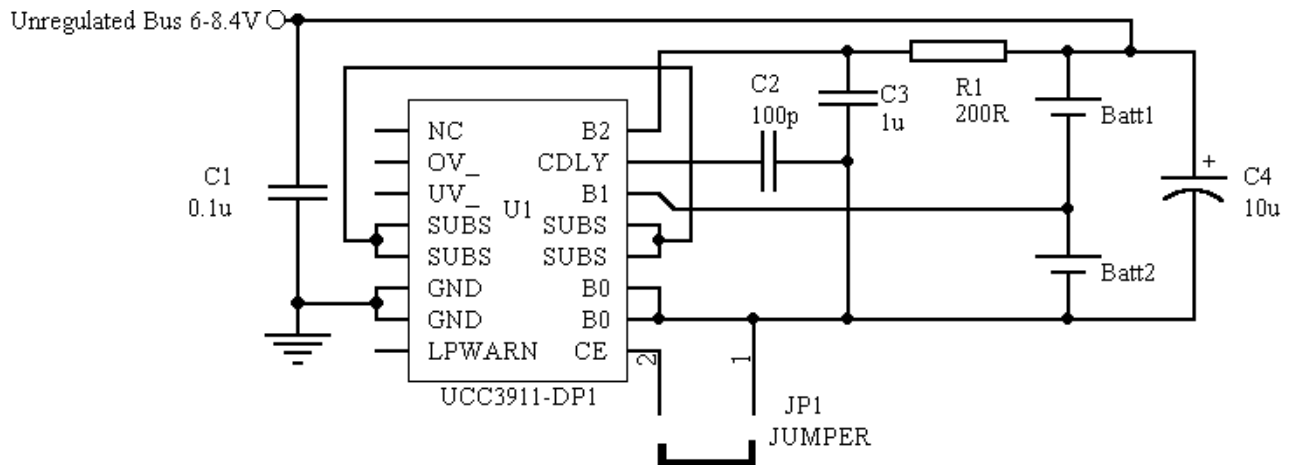 Unregulated Bus 6-8.4V
C1
0.1u
NC
OV_
UV_
SUBS
SUBS
GND
GND
LPWARN
U1
B2
CDLY
B1
SUBS
SUBS
B0
B0
CE
UCC3911-DP1
C2
100p
C3
1u
R1
200R
Batt1
Batt2
+
C4
10u
2
1
JP1
JUMPER